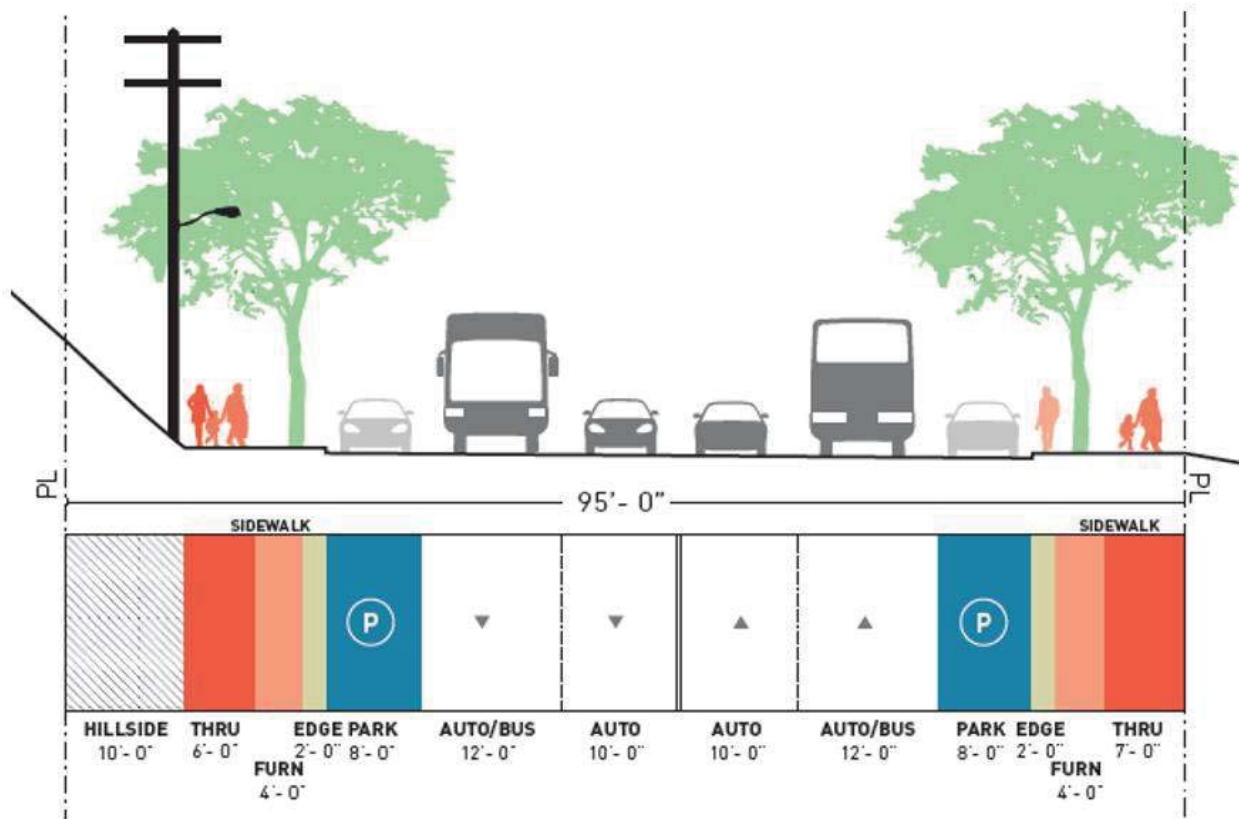 PL
PL
95'- 0"
SIDEWALK
SIDEWALK
P
P
HILLSIDE
10'- 0"
THRU
6'- 0"
FURN
4'- 0"
EDGE
2'- 0"
PARK
8'- 0"
AUTO/BUS
12'- 0"
AUTO
10'- 0"
AUTO
10'- 0"
AUTO/BUS
12'- 0"
PARK
8'- 0"
EDGE
2'- 0"
FURN
4'- 0"
THRU
7'- 0"